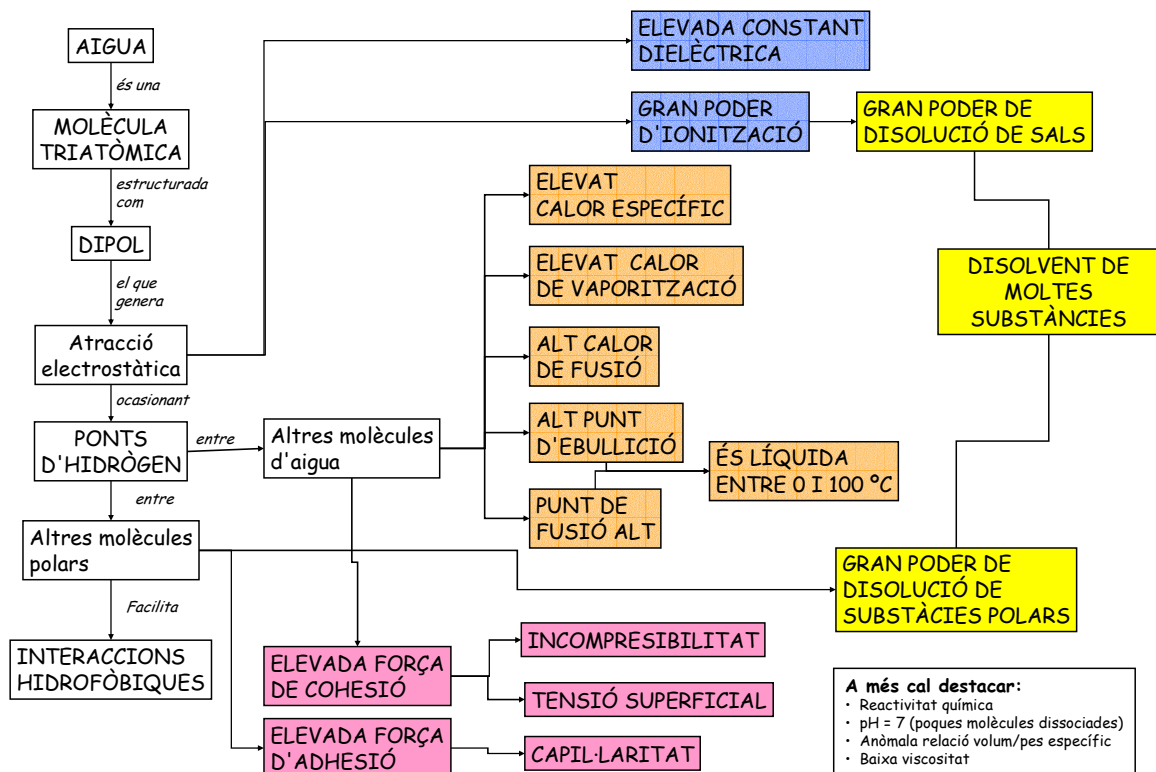 AIGUA
és una
MOLÈCULA
TRIATÒMICA
estructurada
com
DIPOL
el que
genera
Atracció
electrostàtica
ocasionant
PONTS
D'HIDRÒGEN
entre
Altres molècules
d'aigua
entre
Altres molècules
polars
Facilita
INTERACCIONS
HIDROFÒBIQUES
ELEVADA CONSTANT
DIELÈCTRICA
GRAN PODER
D'IONITZACIÓ
GRAN PODER DE
DISOLUCIÓ DE SALS
ELEVAT
CALOR ESPECÍFIC
ELEVAT CALOR
DE VAPORITZACIÓ
ALT CALOR
DE FUSIÓ
ALT PUNT
D'EBULLICIÓ
PUNT DE
FUSIÓ ALT
ÉS LÍQUIDA
ENTRE 0 I 100 ºC
DISOLVENT DE
MOLTES
SUBSTÀNCIES
GRAN PODER DE
DISOLUCIÓ DE
SUBSTÀCIES POLARS
ELEVADA FORÇA
DE COHESIÓ
INCOMPRESIBILITAT
TENSIÓ SUPERFICIAL
ELEVADA FORÇA
D'ADHESIÓ
CAPIL·LARITAT
A més cal destacar:
• Reactivitat química
• pH = 7 (poques molècules dissociades)
• Anòmala relació volum/pes específic
• Baixa viscositat